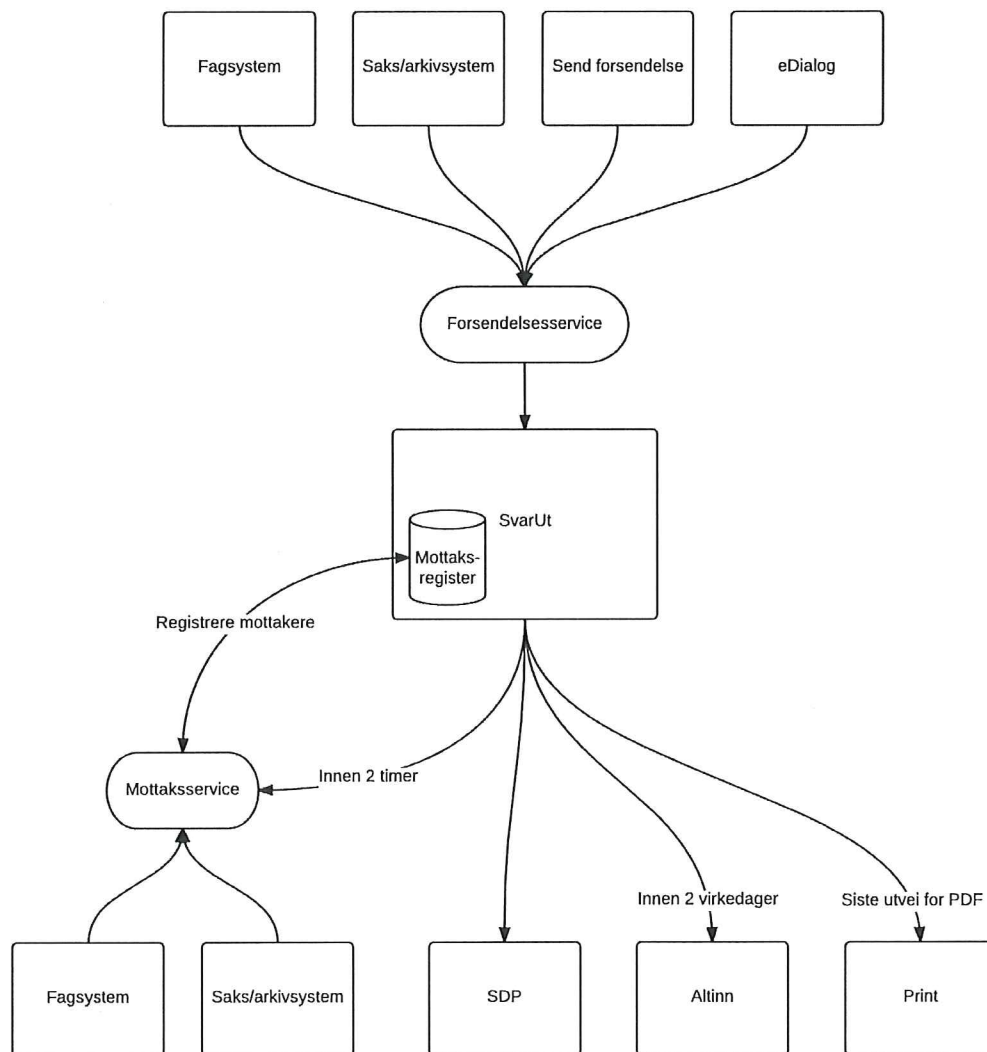 Fagsystem
Saks/arkivsystem
Send forsendelse
eDialog
Forsendelsesservice
SvarUt
Mottaks-
register
Registrere mottakere
Innen 2 timer
Mottaksservice
Innen 2 virkedager
Siste utvei for PDF
Fagsystem
Saks/arkivsystem
SDP
Altinn
Print